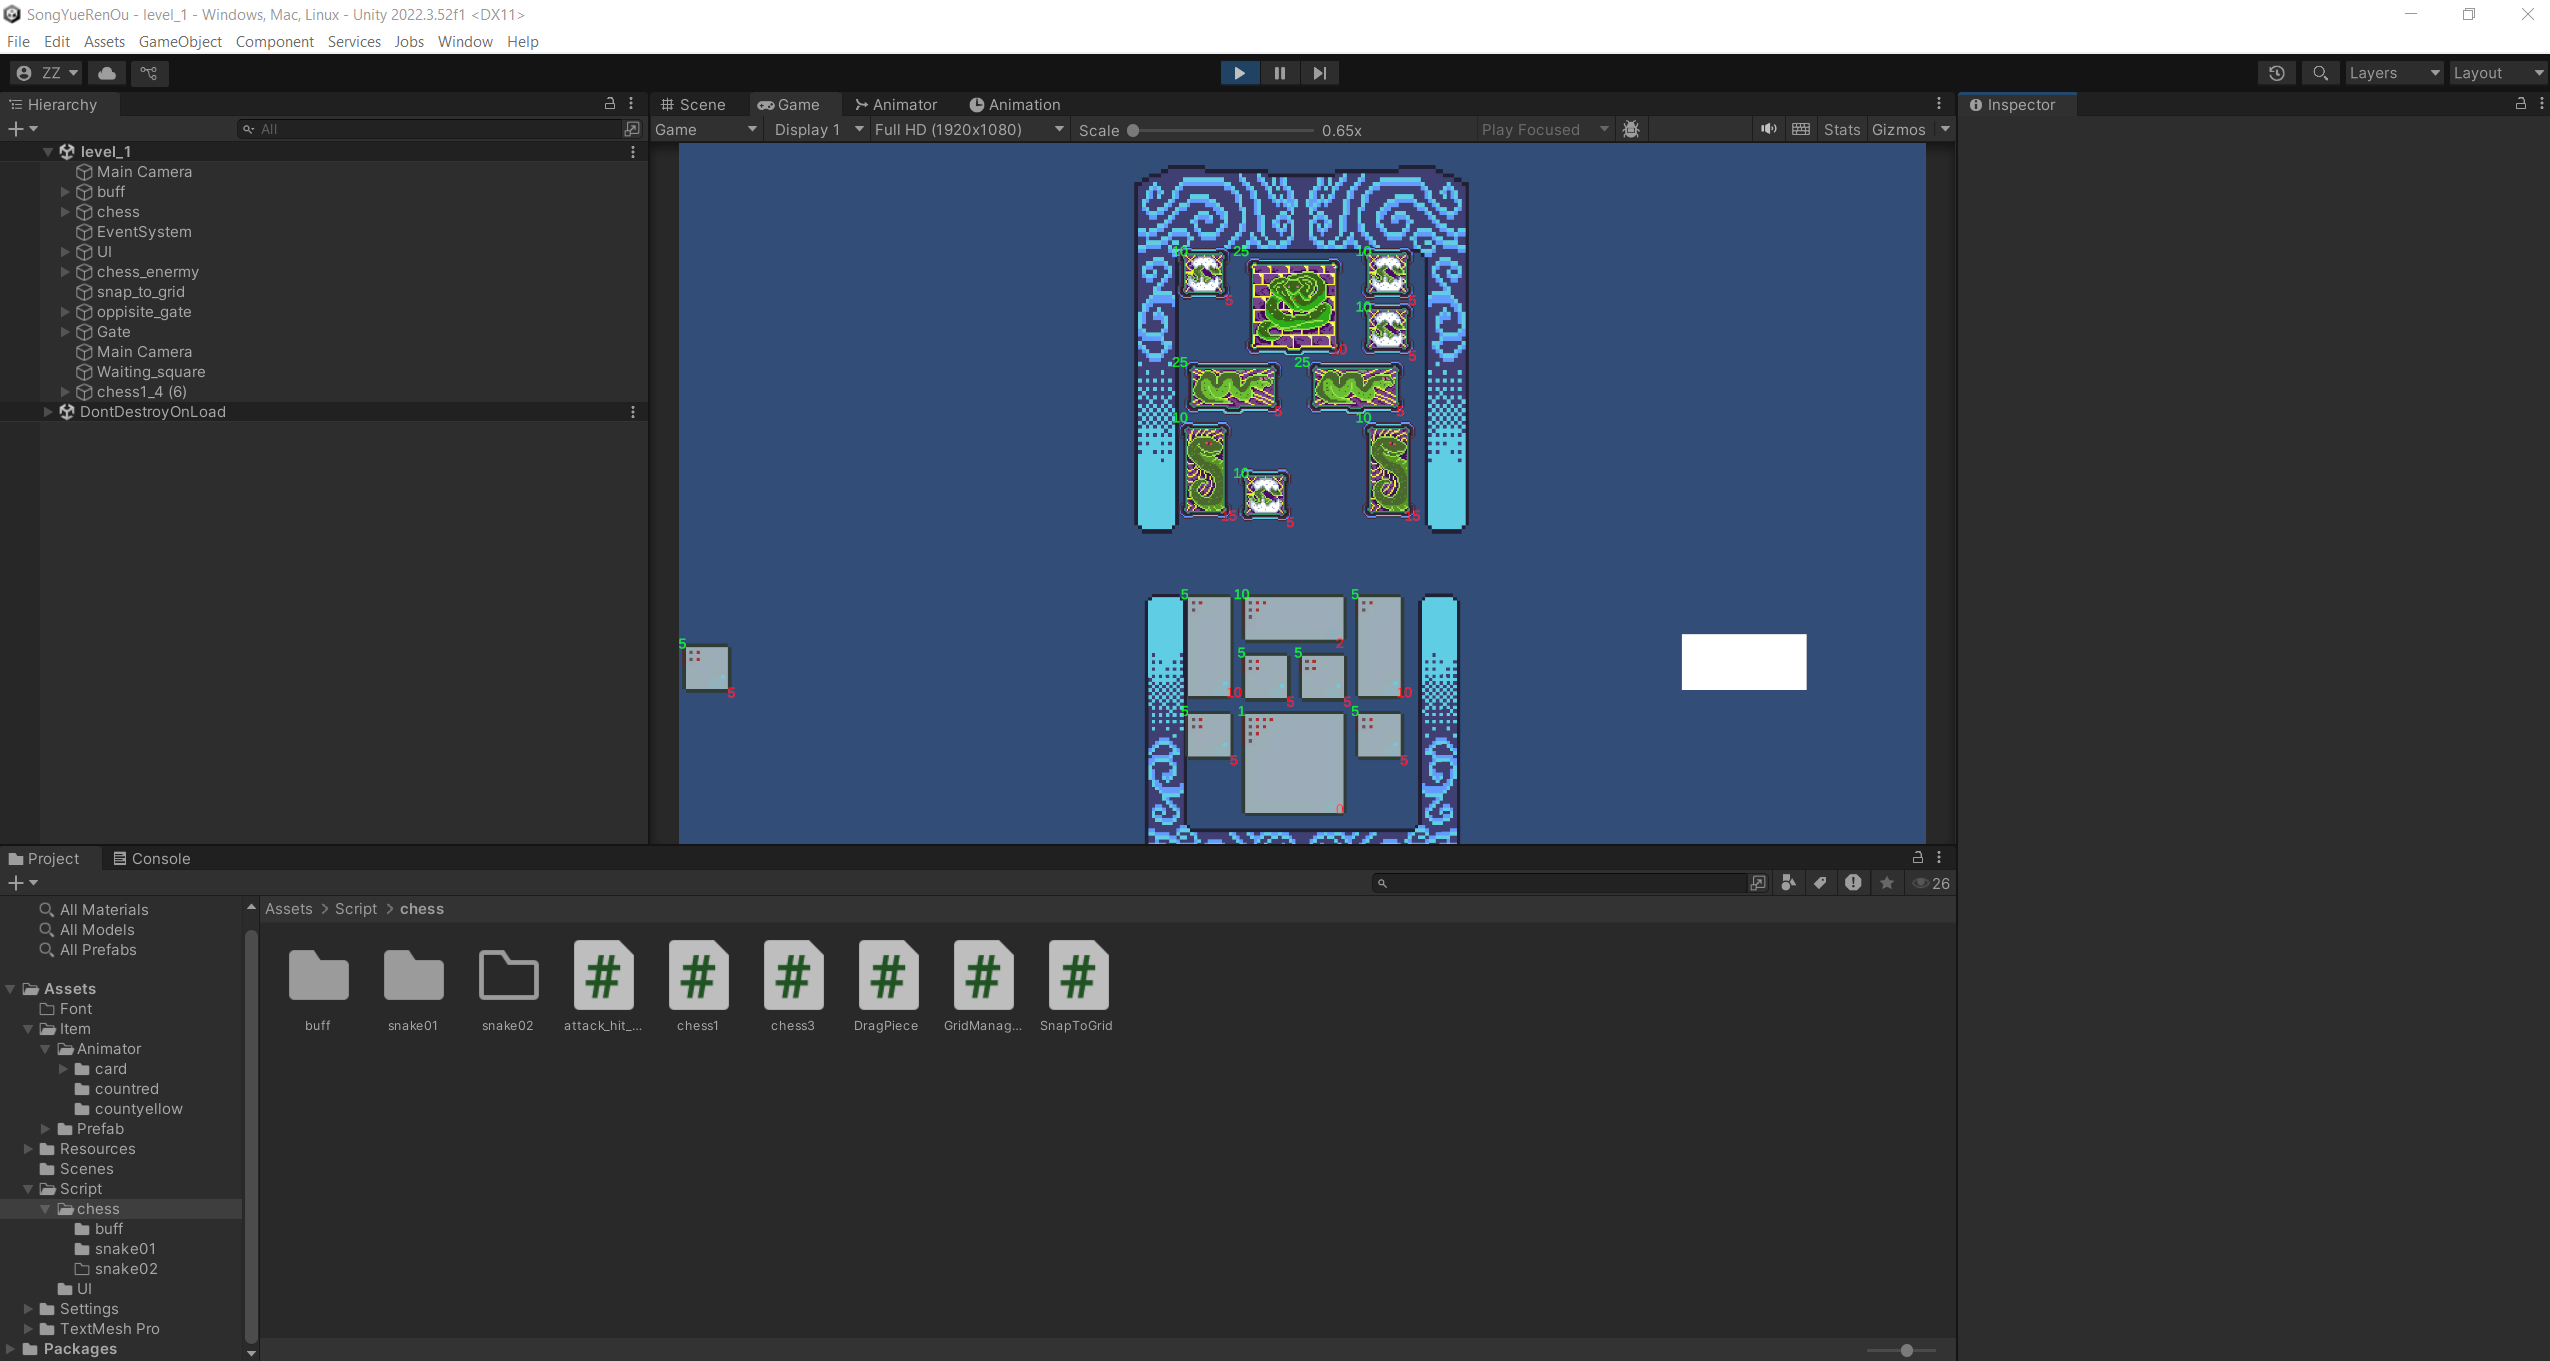 SongYueRenOu - level_1 - Windows, Mac, Linux - Unity 2022.3.52f1 <DX11>
File Edit Assets GameObject Component Services Jobs Window Help
ZZ
Layers
Layout
Hierarchy
All
level_1
Main Camera
buff
chess
EventSystem
UI
chess_enermy
snap_to_grid
oppisite_gate
Gate
Main Camera
Waiting_square
chess1_4 (6)
DontDestroyOnLoad
Scene
Game
Animator
Animation
Game
Display 1
Full HD (1920x1080)
Scale
0.65x
Play Focused
Stats
Gizmos
Inspector
10 25 10
5 5
10
10 5
25 25
5 5
10 10
10
15 15
5
5 10 5
2
5 5 5
10 10
5 5 5
5 1 5
5 5
0
Project
Console
26
All Materials
All Models
All Prefabs
Assets
Font
Item
Animator
card
countred
countyellow
Prefab
Resources
Scenes
Script
chess
buff
snake01
snake02
UI
Settings
TextMesh Pro
Packages
Assets > Script > chess
buff
snake01
snake02
attack_hit_...
chess1
chess3
DragPiece
GridManag...
SnapToGrid